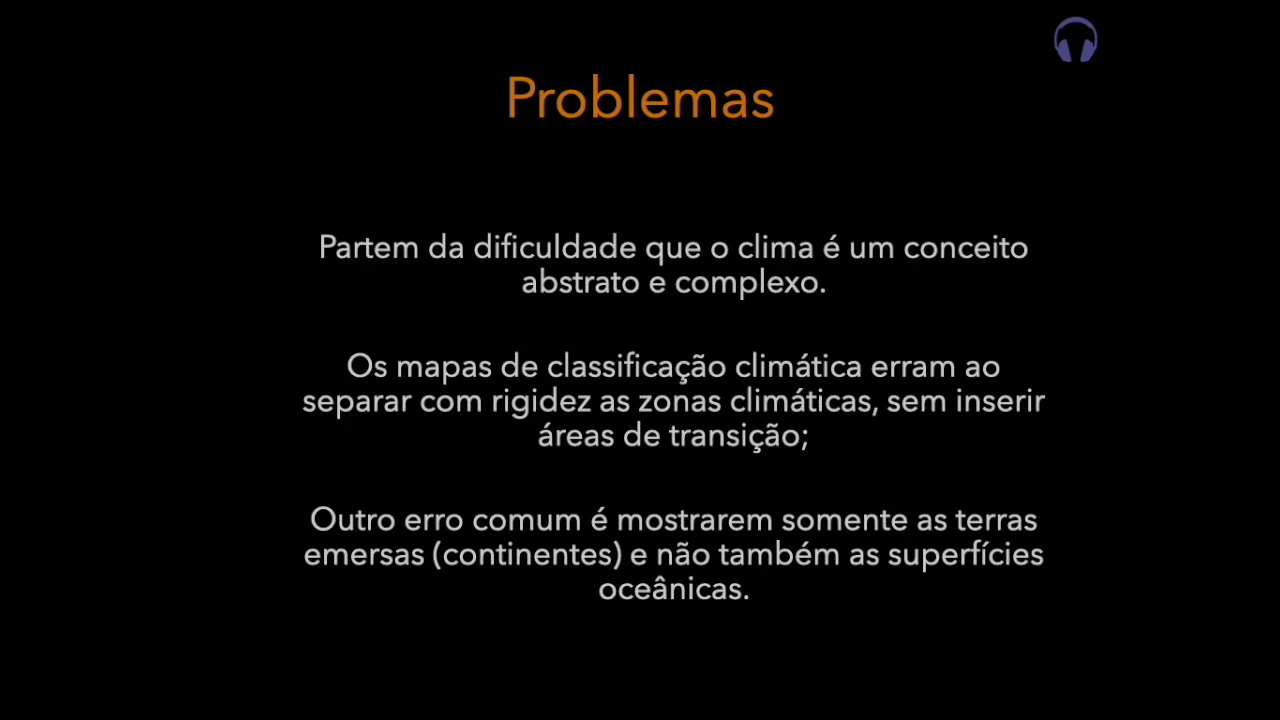 Problemas
Partem da dificuldade que o clima é um conceito
abstrato e complexo.
Os mapas de classificação climática erram ao
separar com rigidez as zonas climáticas, sem inserir
áreas de transição;
Outro erro comum é mostrarem somente as terras
emersas (continentes) e não também as superfícies
oceânicas.